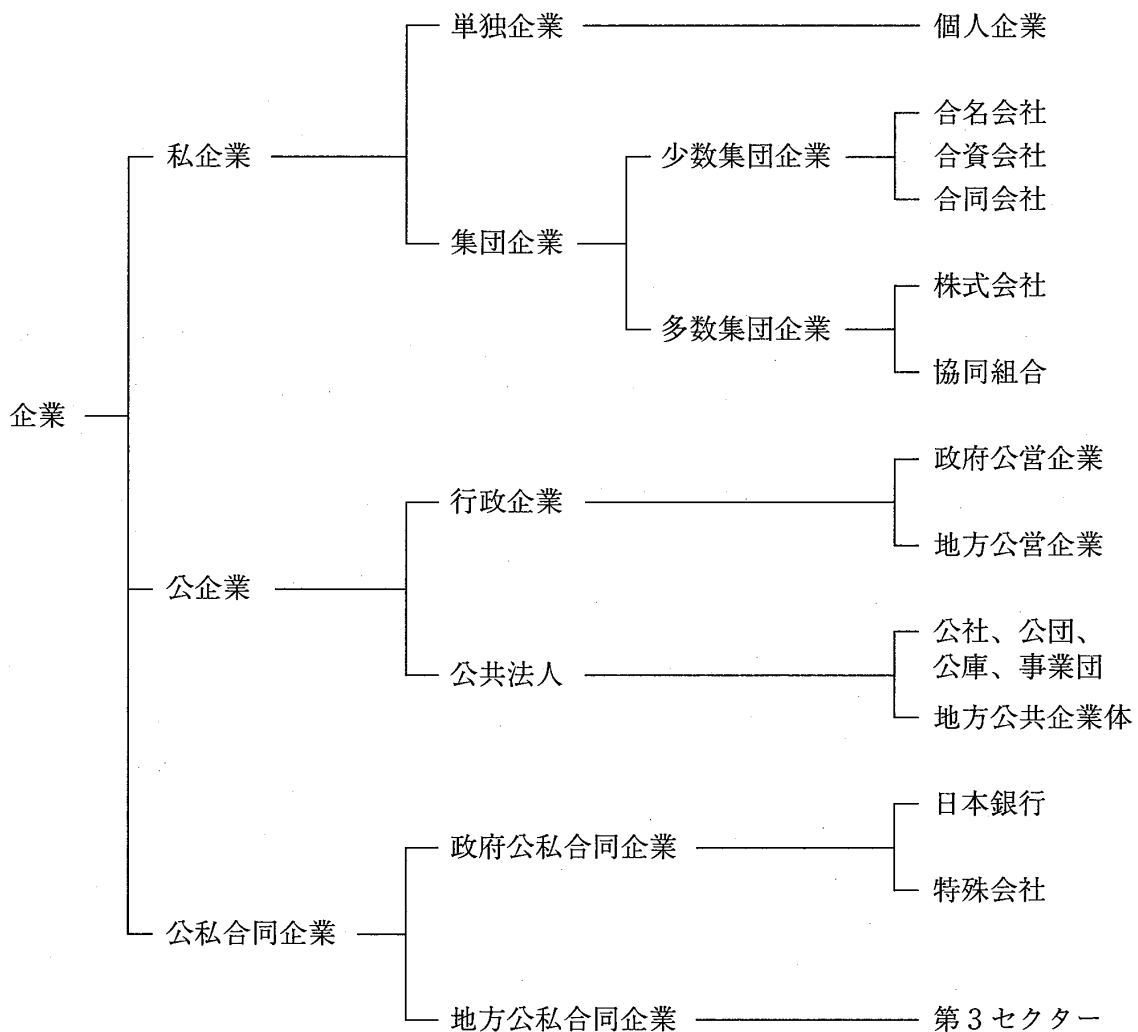 単独企業
個人企業
合名会社
私企業
少数集団企業
合資会社
合同会社
集団企業
株式会社
多数集団企業
協同組合
企業
政府公営企業
行政企業
地方公営企業
公企業
公社、公団、
公庫、事業団
公共法人
地方公共企業体
日本銀行
政府公私合同企業
特殊会社
公私合同企業
地方公私合同企業
第3セクター